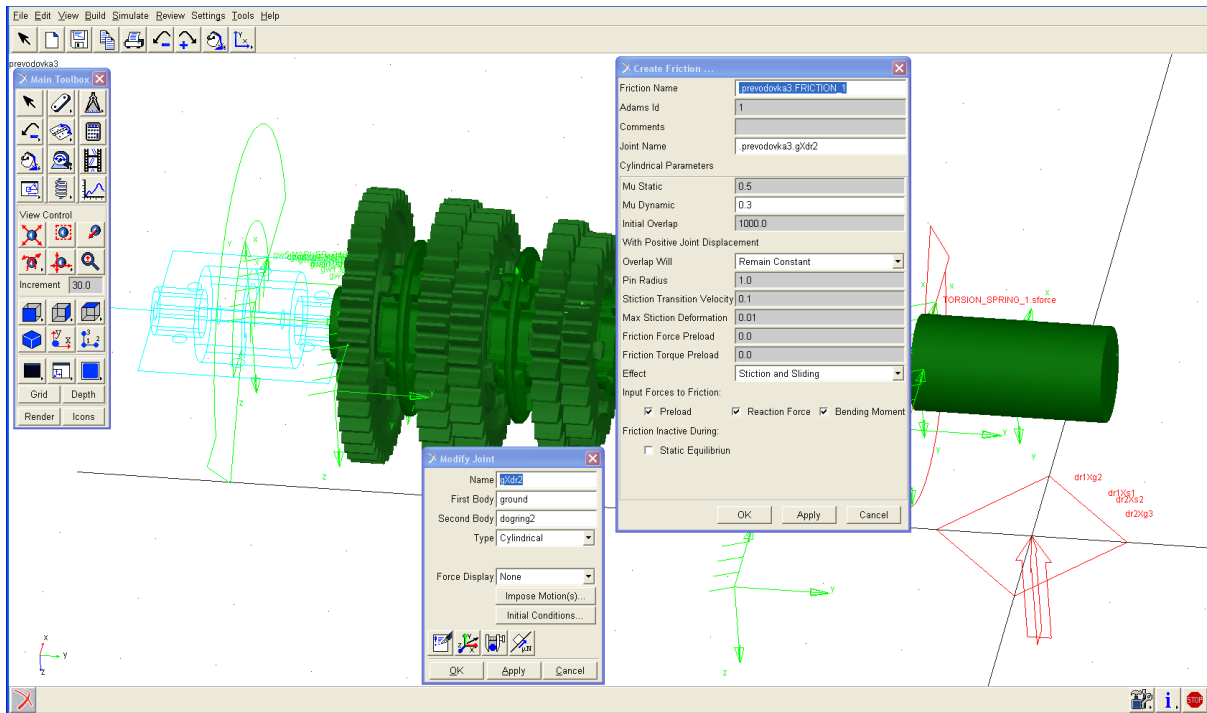 File Edit View Build Simulate Review Settings Tools Help
prevodovka3
Main Toolbox
View Control
Increment 30.0
Grid Depth
Render Icons
Create Friction ...
Friction Name .prevodovka3.FRICTION_1
Adams Id 1
Comments
Joint Name .prevodovka3.gXdr2
Cylindrical Parameters
Mu Static 0.5
Mu Dynamic 0.3
Initial Overlap 1000.0
With Positive Joint Displacement
Overlap Will Remain Constant
Pin Radius 1.0
Stiction Transition Velocity 0.1
Max Stiction Deformation 0.01
Friction Force Preload 0.0
Friction Torque Preload 0.0
Effect Stiction and Sliding
Input Forces to Friction:
Preload Reaction Force Bending Moment
Friction Inactive During:
Static Equilibriun
OK Apply Cancel
Modify Joint
Name gXdr2
First Body ground
Second Body dogring2
Type Cylindrical
Force Display None
Impose Motion(s)...
Initial Conditions...
OK Apply Cancel
TORSION_SPRING_1.sforce
dr1Xg2
dr1Xs1
dr2Xs2
dr2Xg3
x
y
z
STOP